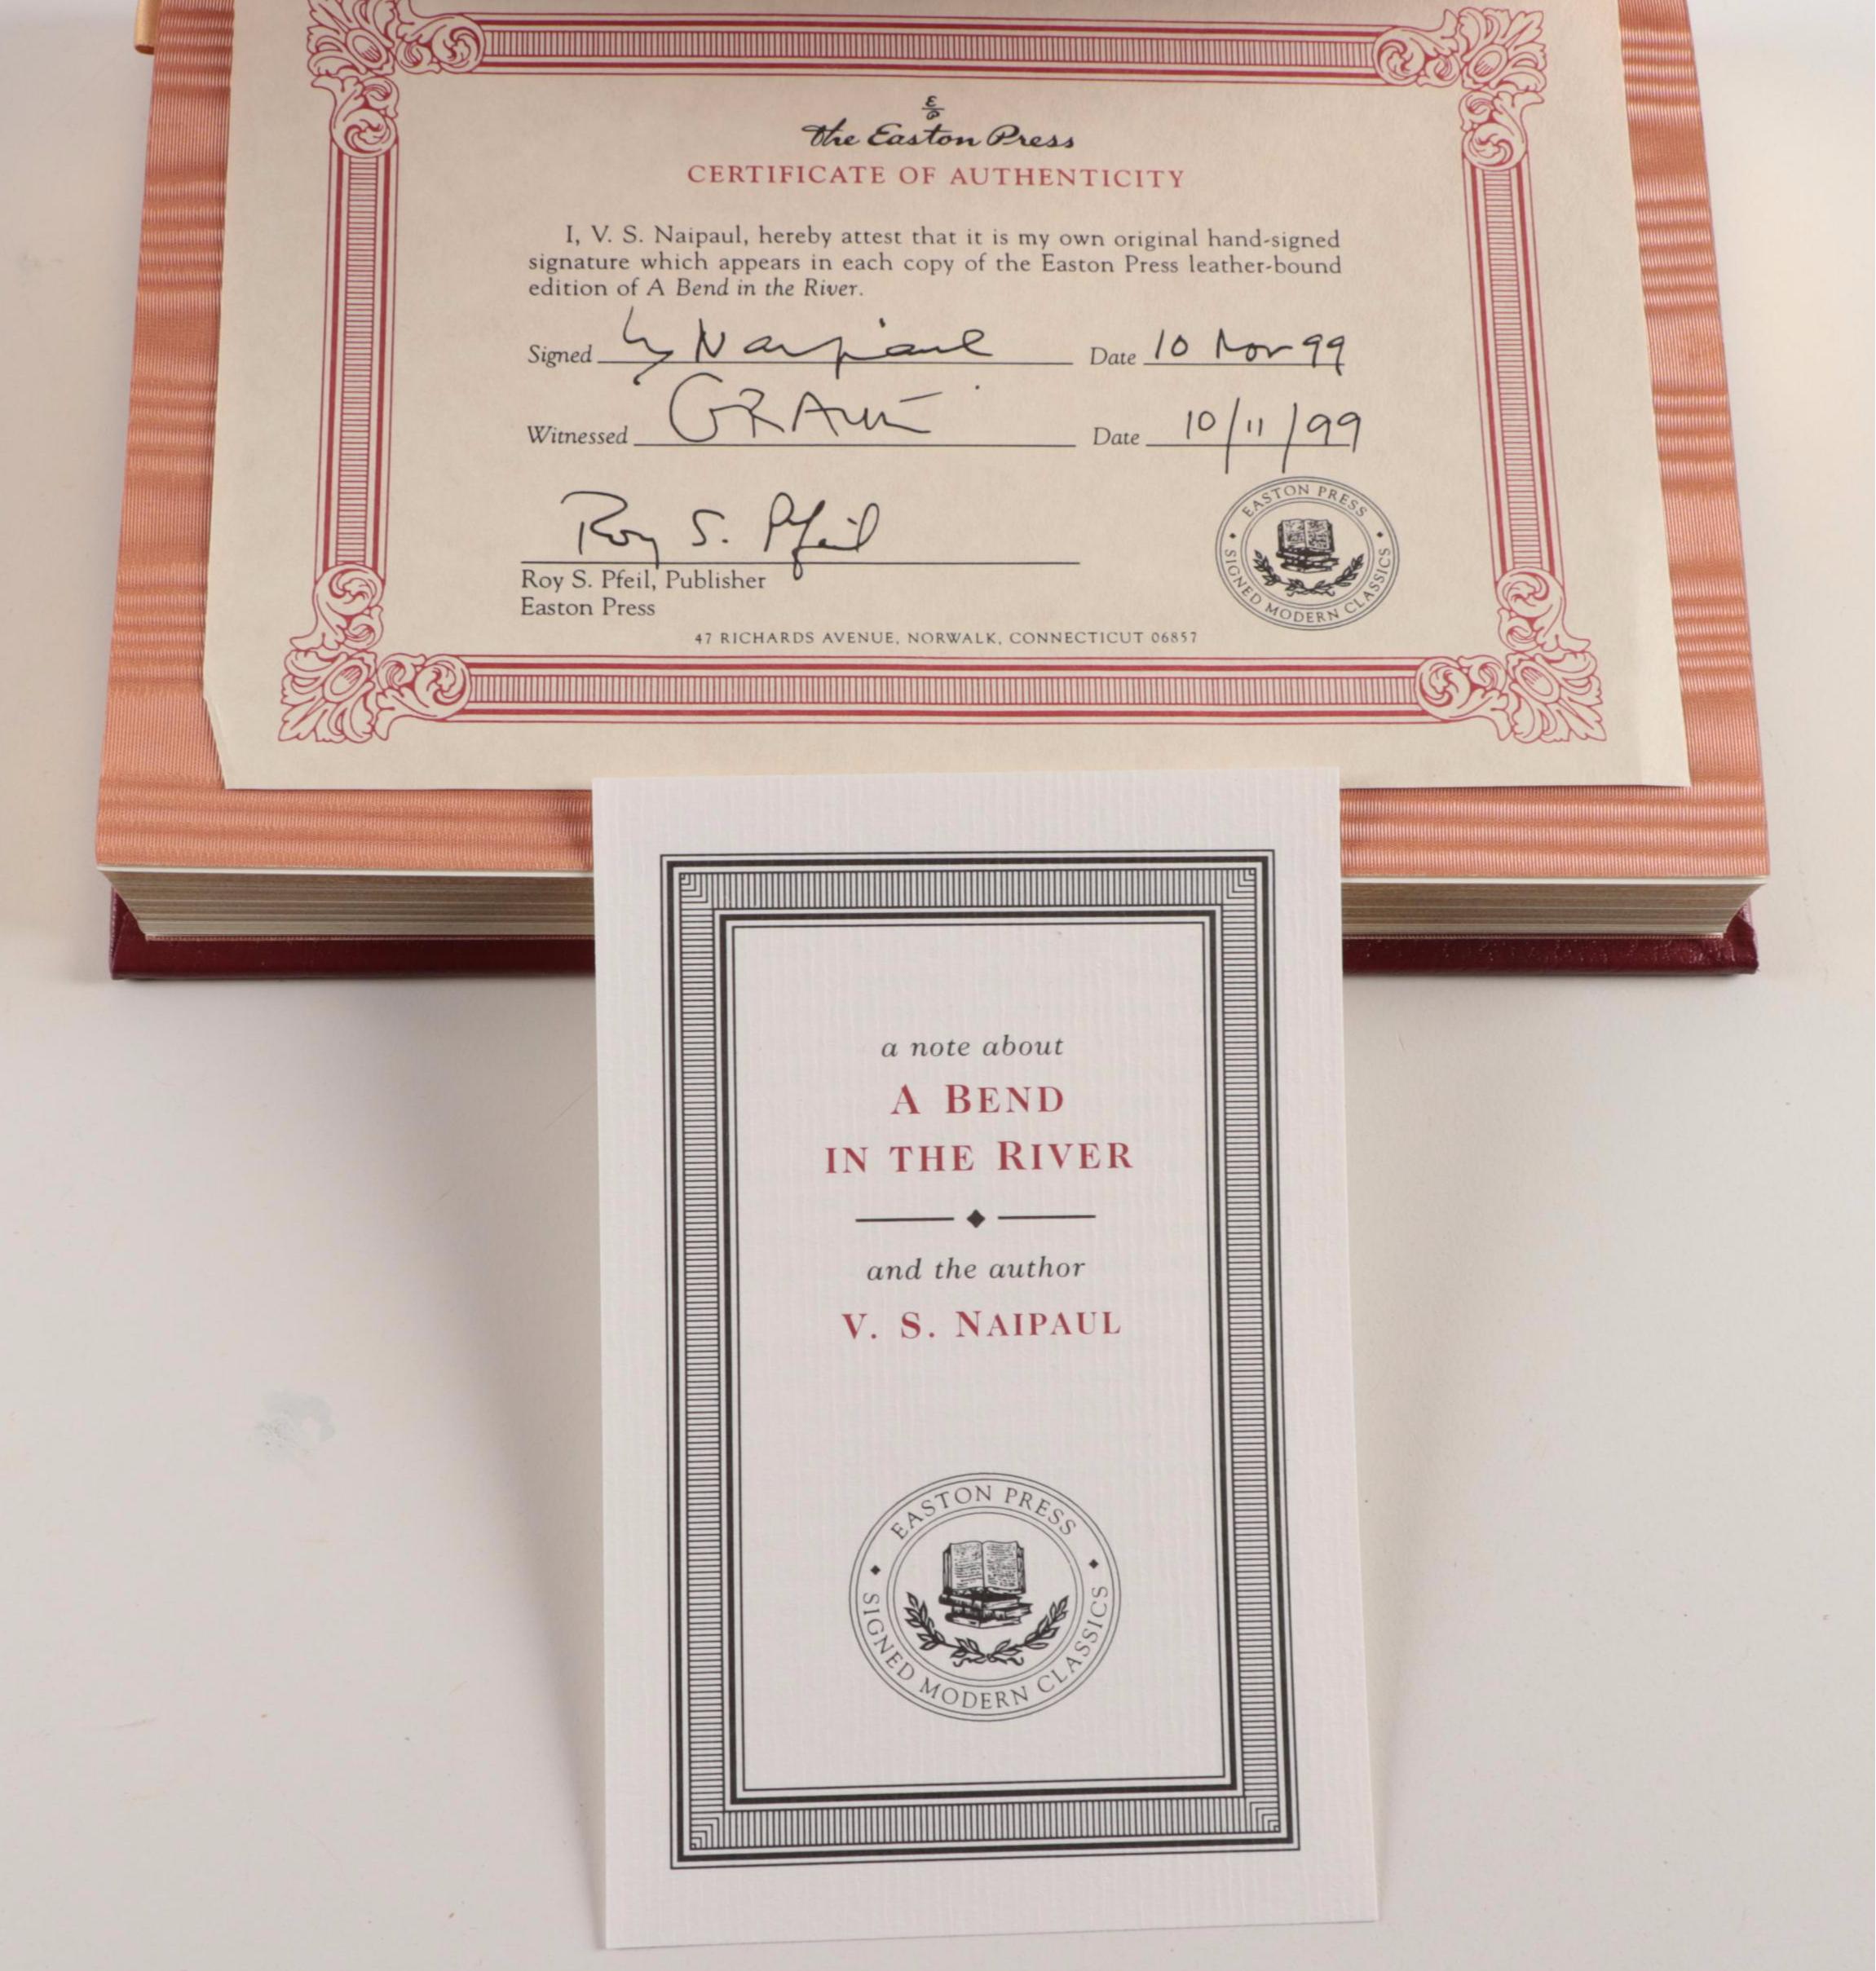 The Easton Press
CERTIFICATE OF AUTHENTICITY
I, V. S. Naipaul, hereby attest that it is my own original hand-signed
signature which appears in each copy of the Easton Press leather-bound
edition of A Bend in the River.
Signed Naipaul Date 10 Nov 99
Witnessed Date 10/11/99
Roy S. Pfeil
Roy S. Pfeil, Publisher
Easton Press
EASTON PRESS
SIGNED MODERN CLASSICS
47 RICHARDS AVENUE, NORWALK, CONNECTICUT 06857
a note about
A BEND
IN THE RIVER
and the author
V. S. NAIPAUL
EASTON PRESS
SIGNED MODERN CLASSICS